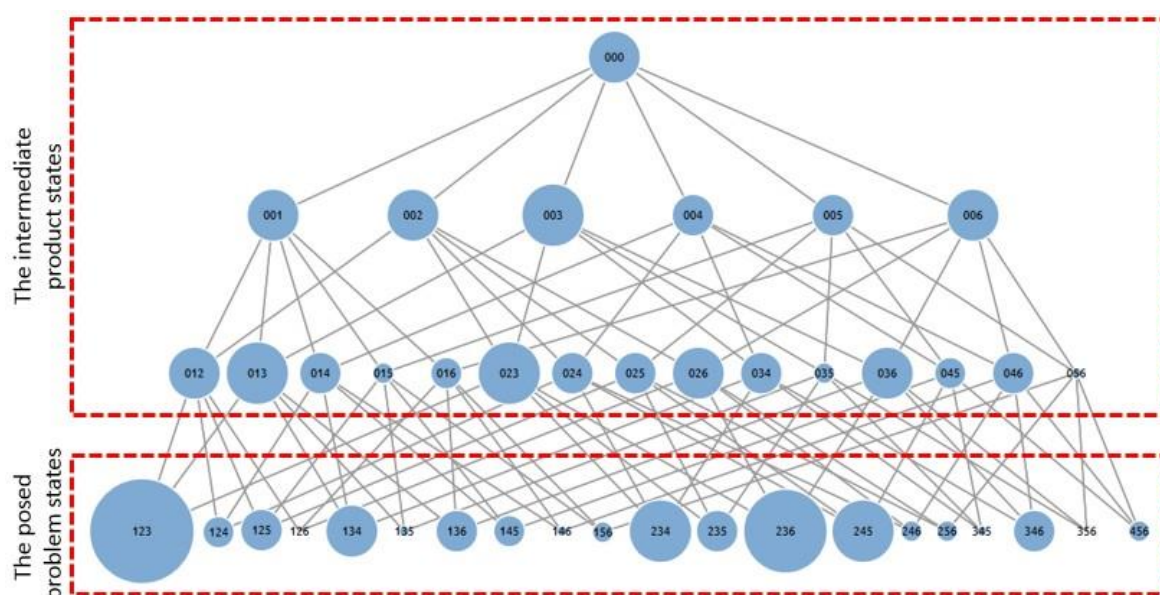 The intermediate
product states
000
001 002 003 004 005 006
012 013 014 015 016 023 024 025 026 034 035 036 045 046 056
The posed
problem states
123 124 125 126 134 135 136 145 146 156 234 235 236 245 246 256 345 346 356 456